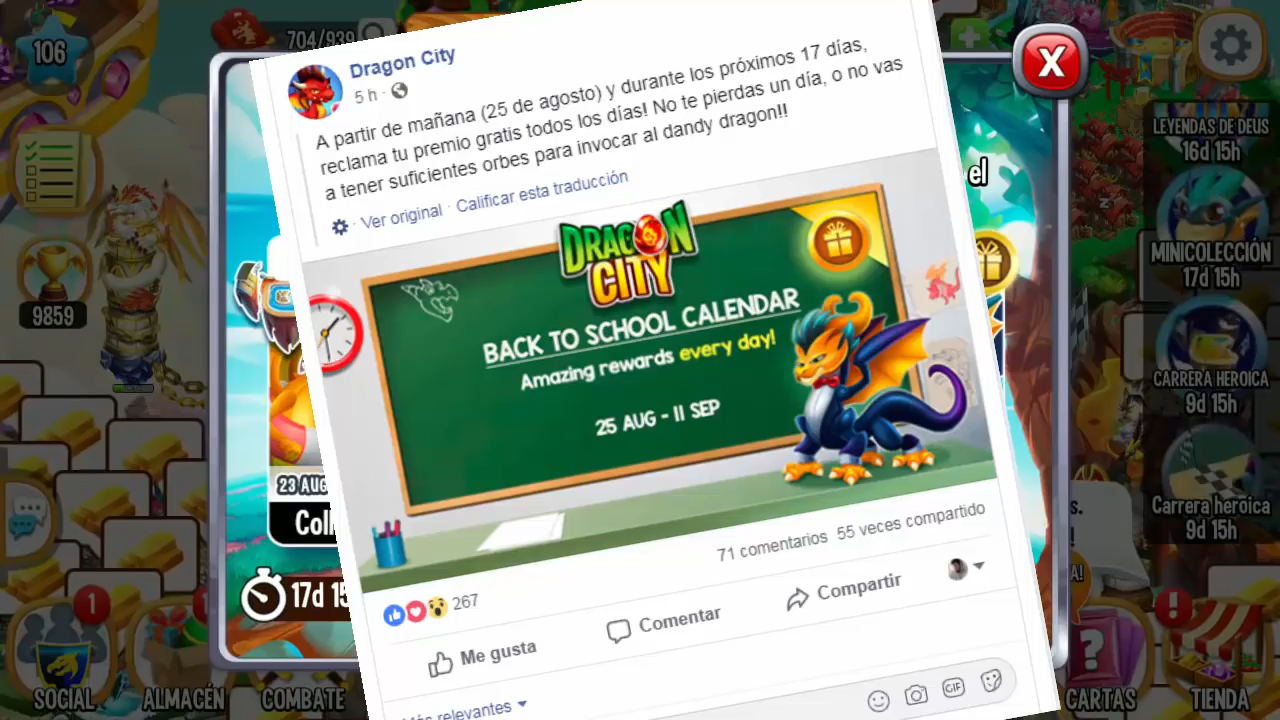 106
704/939
Dragon City
5 h ·
A partir de mañana (25 de agosto) y durante los próximos 17 días,
reclama tu premio gratis todos los días! No te pierdas un día, o no vas
a tener suficientes orbes para invocar al dandy dragon!!
· Ver original · Calificar esta traducción
el
DRAGON
CITY
BACK TO SCHOOL CALENDAR
Amazing rewards every day!
25 AUG - 11 SEP
71 comentarios 55 veces compartido
267
Me gusta
Comentar
Compartir
Más relevantes
GIF
X
LEYENDAS DE DEUS
16d 15h
MINICOLECCIÓN
17d 15h
CARRERA HEROICA
9d 15h
Carrera heroica
9d 15h
9859
23 AUG
17d 15
1
SOCIAL
ALMACÉN
COMBATE
!
?
CARTAS
TIENDA